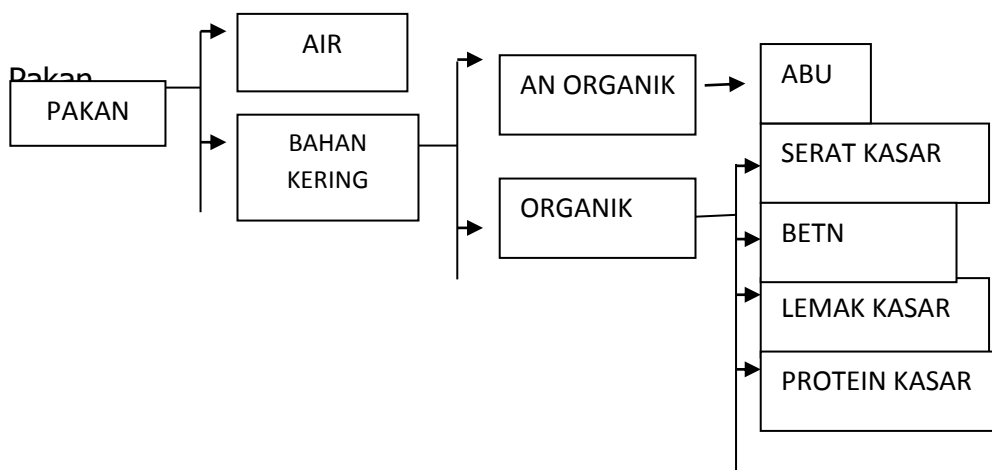 Pakan
PAKAN
AIR
BAHAN
KERING
AN ORGANIK
ORGANIK
ABU
SERAT KASAR
BETN
LEMAK KASAR
PROTEIN KASAR